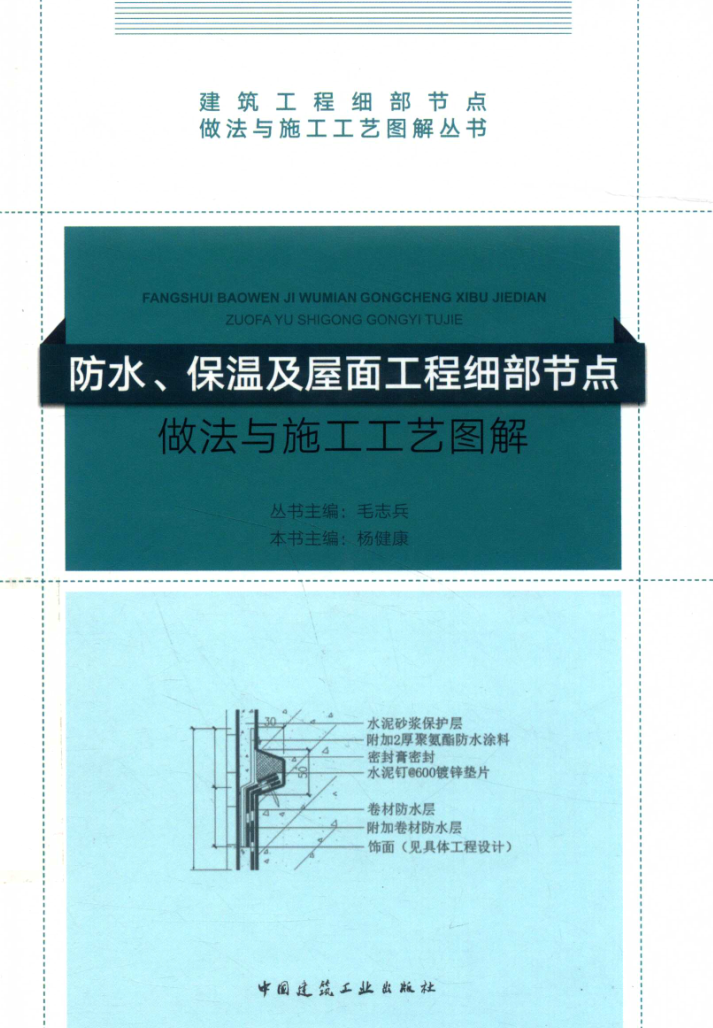 建筑工程细部节点
做法与施工工艺图解丛书
FANGSHUI BAOWEN JI WUMIAN GONGCHENG XIBU JIEDIAN
ZUOFA YU SHIGONG GONGYI TUJIE
防水、保温及屋面工程细部节点
做法与施工工艺图解
丛书主编：毛志兵
本书主编：杨健康
30
水泥砂浆保护层
附加2厚聚氨酯防水涂料
密封膏密封
50
水泥钉@600镀锌垫片
卷材防水层
附加卷材防水层
饰面（见具体工程设计）
中国建筑工业出版社